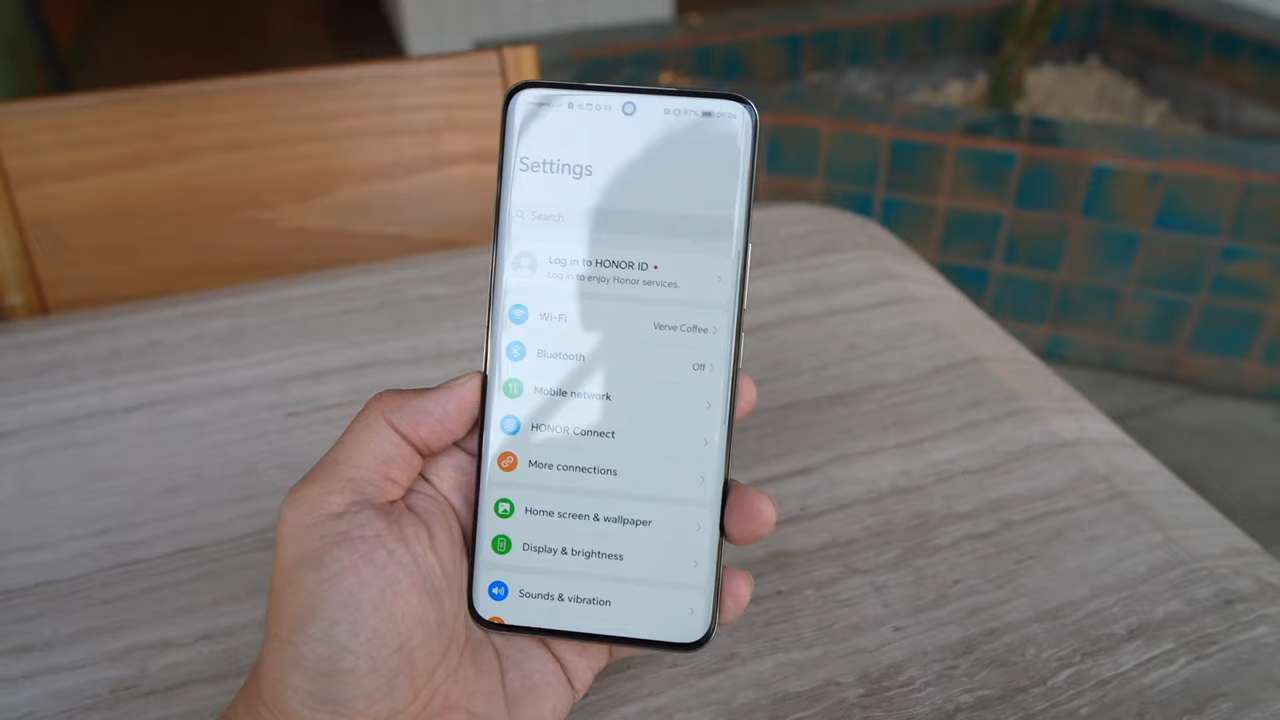 97%
Settings
Search
Log in to HONOR ID
Log in to enjoy Honor services.
Wi-Fi
Verve Coffee
Bluetooth
Off
Mobile network
HONOR Connect
More connections
Home screen & wallpaper
Display & brightness
Sounds & vibration